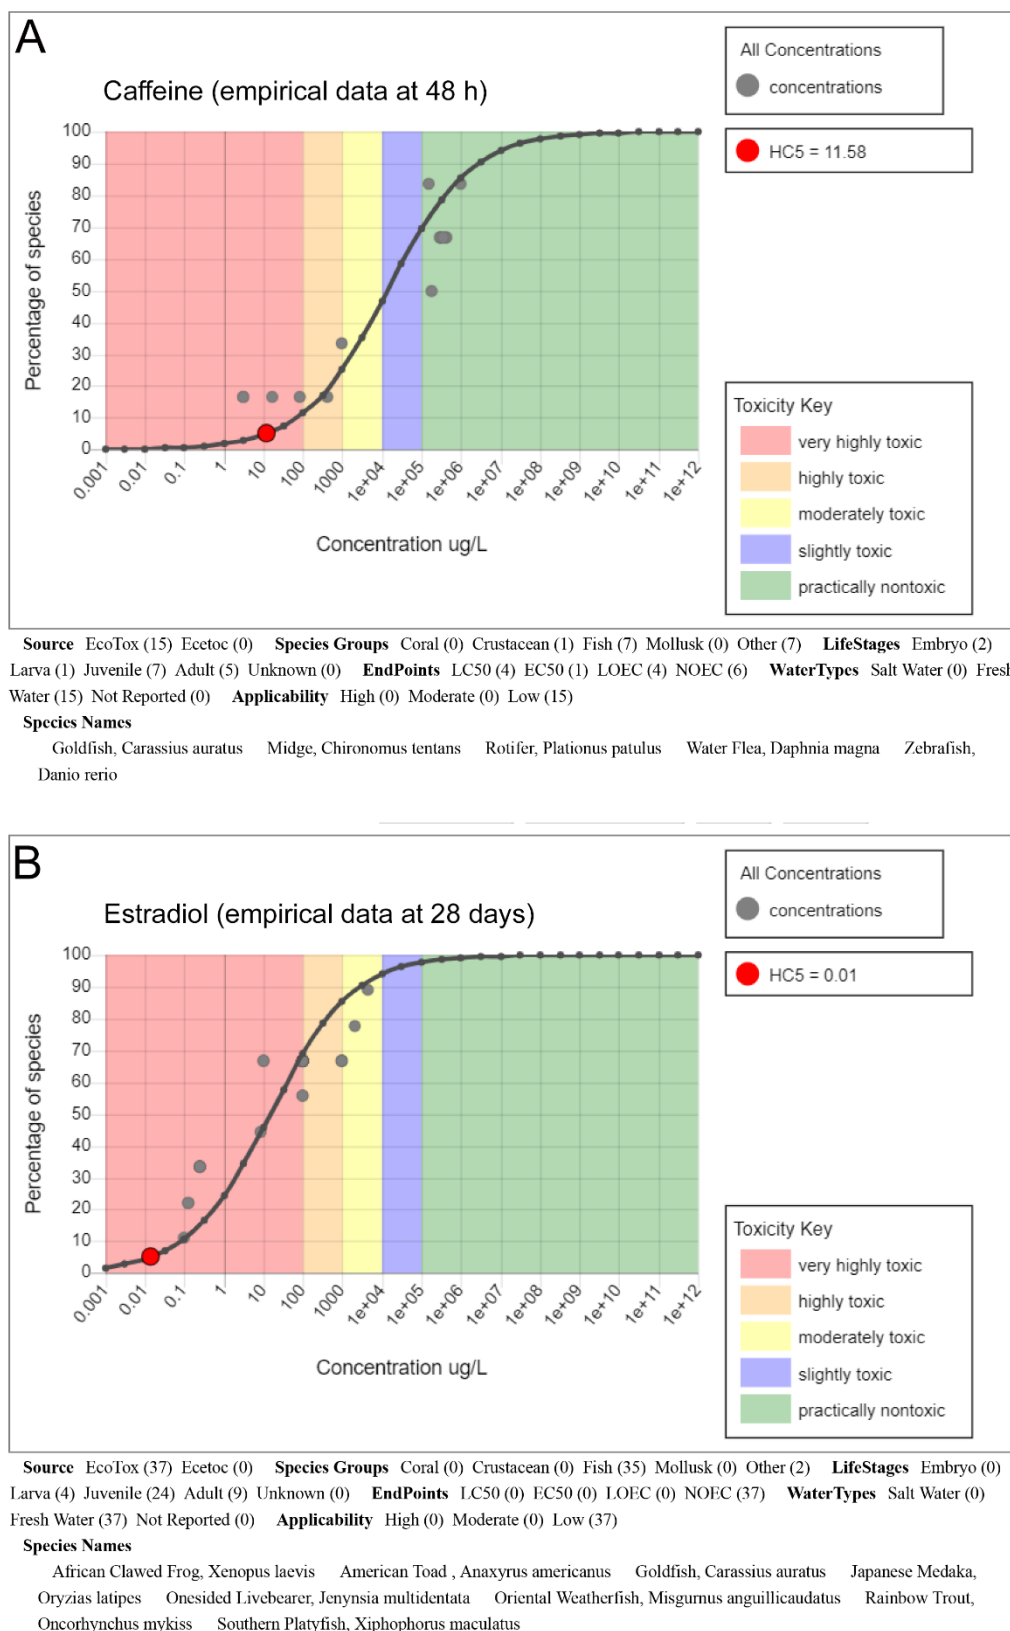 A
Caffeine (empirical data at 48 h)
All Concentrations
concentrations
HC5 = 11.58
Percentage of species
100
90
80
70
60
50
40
30
20
10
0
0.001 0.01 0.1 1 10 100 1000 1e+04 1e+05 1e+06 1e+07 1e+08 1e+09 1e+10 1e+11 1e+12
Concentration ug/L
Toxicity Key
very highly toxic
highly toxic
moderately toxic
slightly toxic
practically nontoxic
Source EcoTox (15) Ecetoc (0) Species Groups Coral (0) Crustacean (1) Fish (7) Mollusk (0) Other (7) LifeStages Embryo (2)
Larva (1) Juvenile (7) Adult (5) Unknown (0) EndPoints LC50 (4) EC50 (1) LOEC (4) NOEC (6) WaterTypes Salt Water (0) Fresh
Water (15) Not Reported (0) Applicability High (0) Moderate (0) Low (15)
Species Names
Goldfish, Carassius auratus Midge, Chironomus tentans Rotifer, Plationus patulus Water Flea, Daphnia magna Zebrafish,
Danio rerio
B
Estradiol (empirical data at 28 days)
All Concentrations
concentrations
HC5 = 0.01
Percentage of species
100
90
80
70
60
50
40
30
20
10
0
0.001 0.01 0.1 1 10 100 1000 1e+04 1e+05 1e+06 1e+07 1e+08 1e+09 1e+10 1e+11 1e+12
Concentration ug/L
Toxicity Key
very highly toxic
highly toxic
moderately toxic
slightly toxic
practically nontoxic
Source EcoTox (37) Ecetoc (0) Species Groups Coral (0) Crustacean (0) Fish (35) Mollusk (0) Other (2) LifeStages Embryo (0)
Larva (4) Juvenile (24) Adult (9) Unknown (0) EndPoints LC50 (0) EC50 (0) LOEC (0) NOEC (37) WaterTypes Salt Water (0)
Fresh Water (37) Not Reported (0) Applicability High (0) Moderate (0) Low (37)
Species Names
African Clawed Frog, Xenopus laevis American Toad , Anaxyrus americanus Goldfish, Carassius auratus Japanese Medaka,
Oryzias latipes Onesided Livebearer, Jenynsia multidentata Oriental Weatherfish, Misgurnus anguillicaudatus Rainbow Trout,
Oncorhynchus mykiss Southern Platyfish, Xiphophorus maculatus